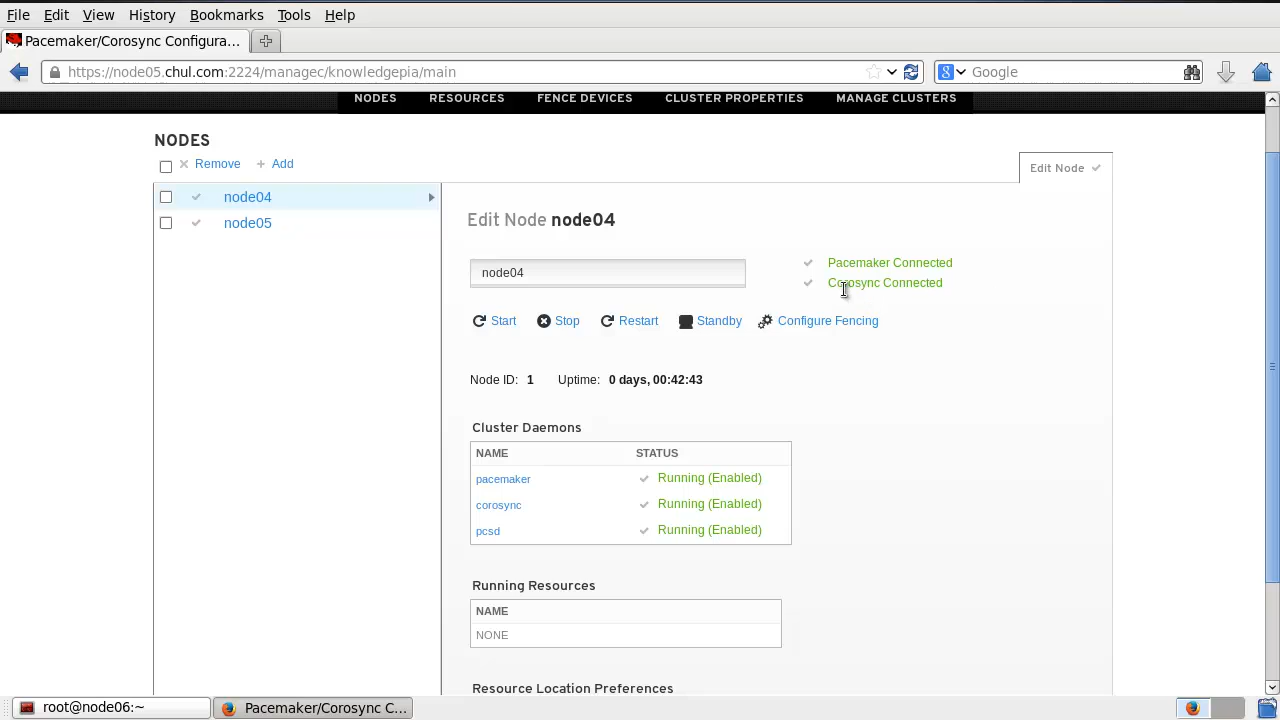 File Edit View History Bookmarks Tools Help
Pacemaker/Corosync Configura...
https://node05.chul.com:2224/managec/knowledgepia/main
Google
NODES RESOURCES FENCE DEVICES CLUSTER PROPERTIES MANAGE CLUSTERS
NODES
Remove Add
Edit Node
node04
node05
Edit Node node04
node04
Pacemaker Connected
Corosync Connected
Start Stop Restart Standby Configure Fencing
Node ID: 1 Uptime: 0 days, 00:42:43
Cluster Daemons
NAME STATUS
pacemaker Running (Enabled)
corosync Running (Enabled)
pcsd Running (Enabled)
Running Resources
NAME
NONE
Resource Location Preferences
root@node06:~ Pacemaker/Corosync C...